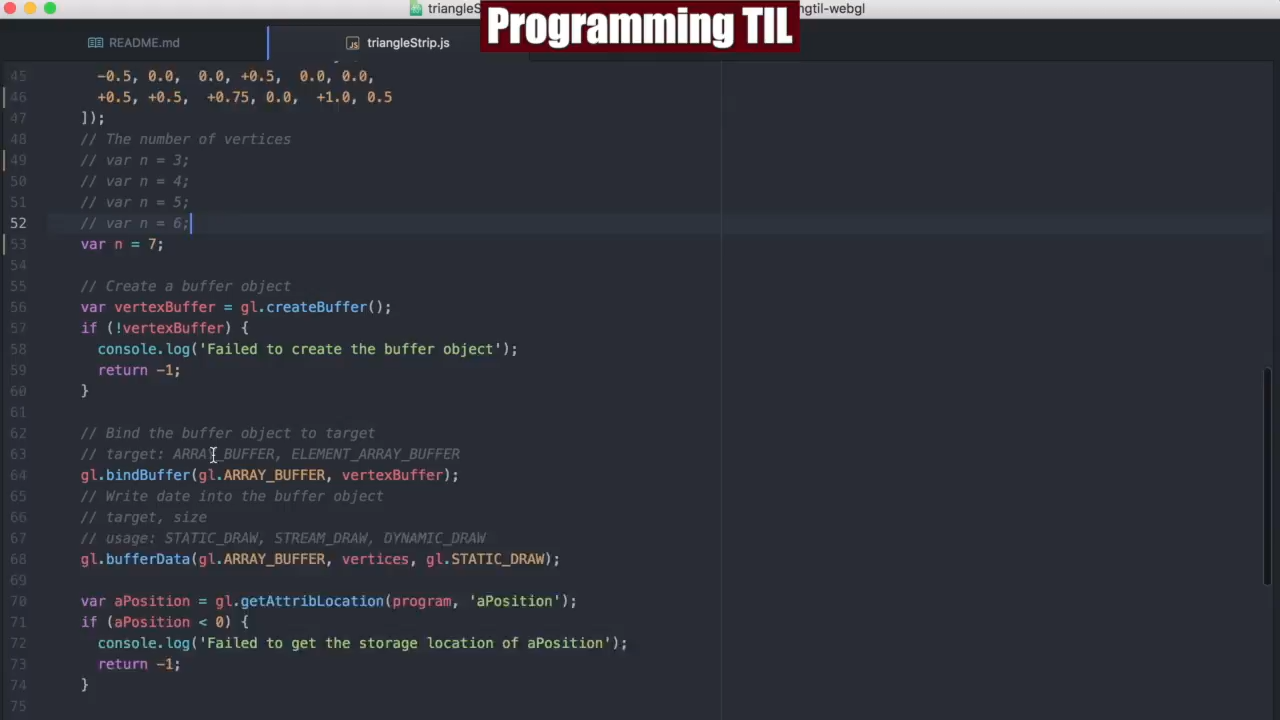 triangleS
ngtil-webgl
Programming TIL
README.md
triangleStrip.js
45 -0.5, 0.0, 0.0, +0.5, 0.0, 0.0,
46 +0.5, +0.5, +0.75, 0.0, +1.0, 0.5
47 ]);
48 // The number of vertices
49 // var n = 3;
50 // var n = 4;
51 // var n = 5;
52 // var n = 6;
53 var n = 7;
54
55 // Create a buffer object
56 var vertexBuffer = gl.createBuffer();
57 if (!vertexBuffer) {
58 console.log('Failed to create the buffer object');
59 return -1;
60 }
61
62 // Bind the buffer object to target
63 // target: ARRAY_BUFFER, ELEMENT_ARRAY_BUFFER
64 gl.bindBuffer(gl.ARRAY_BUFFER, vertexBuffer);
65 // Write date into the buffer object
66 // target, size
67 // usage: STATIC_DRAW, STREAM_DRAW, DYNAMIC_DRAW
68 gl.bufferData(gl.ARRAY_BUFFER, vertices, gl.STATIC_DRAW);
69
70 var aPosition = gl.getAttribLocation(program, 'aPosition');
71 if (aPosition < 0) {
72 console.log('Failed to get the storage location of aPosition');
73 return -1;
74 }
75